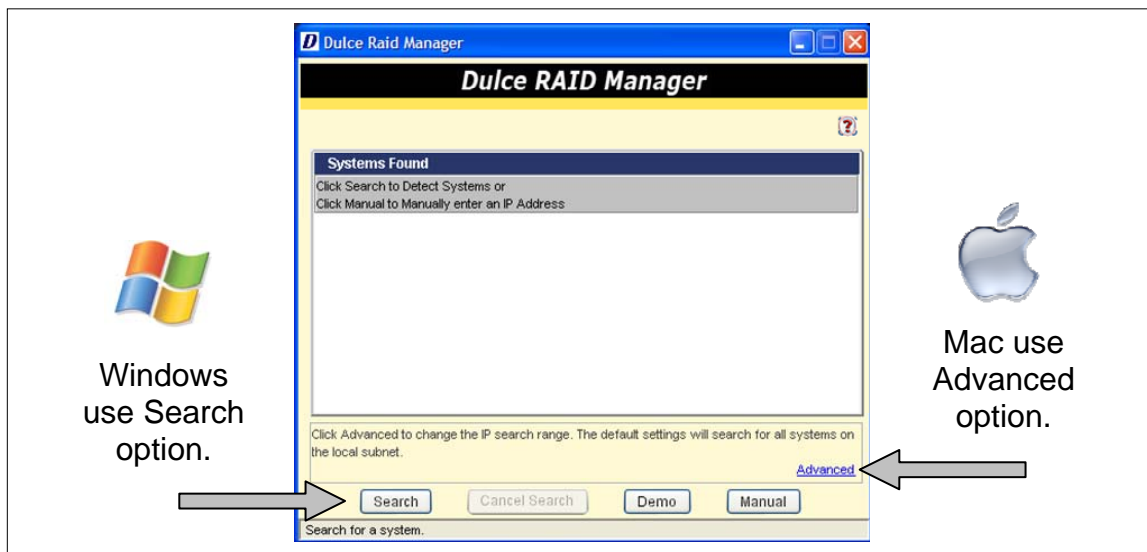 Dulce Raid Manager
Dulce RAID Manager
Systems Found
Click Search to Detect Systems or
Click Manual to Manually enter an IP Address
Windows
use Search
option.
Mac use
Advanced
option.
Click Advanced to change the IP search range. The default settings will search for all systems on
the local subnet.
Advanced
Search
Cancel Search
Demo
Manual
Search for a system.